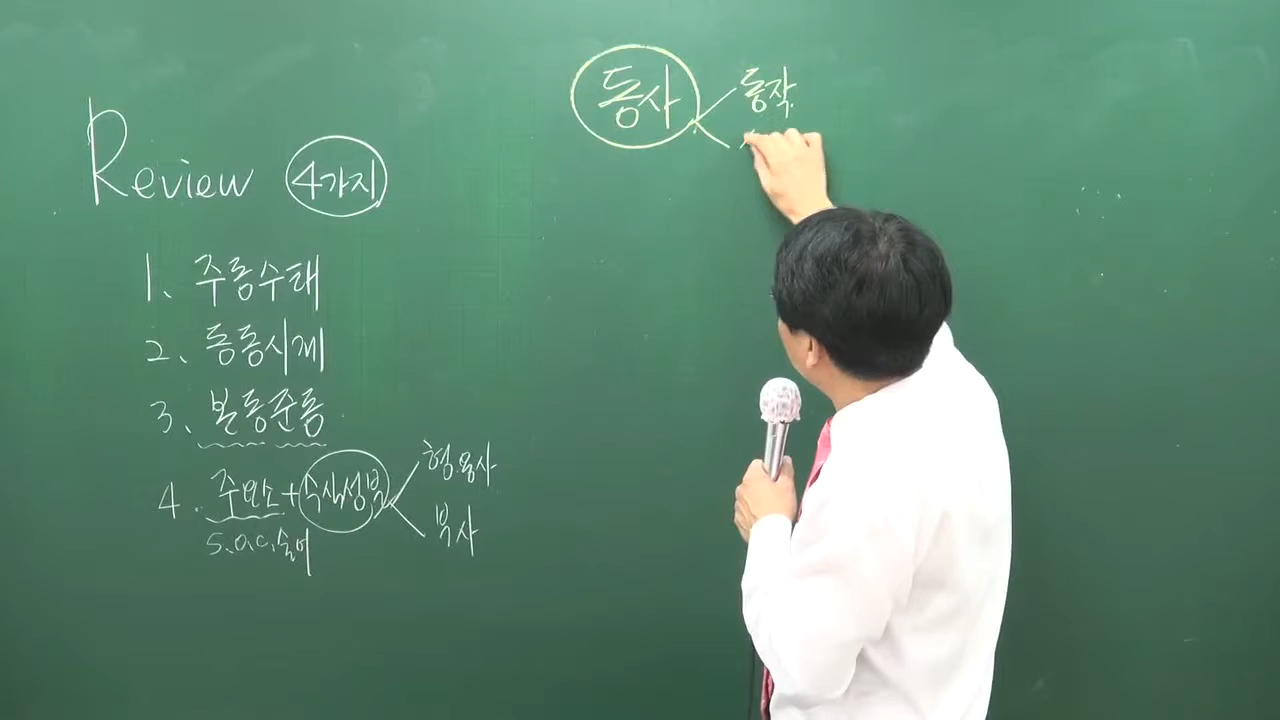 Review 4가지
1. 주동수태
2. 동동시제
3. 본동준동
4. 주요소+수식성분
형용사
부사
S.O.C.술어
동사
동작